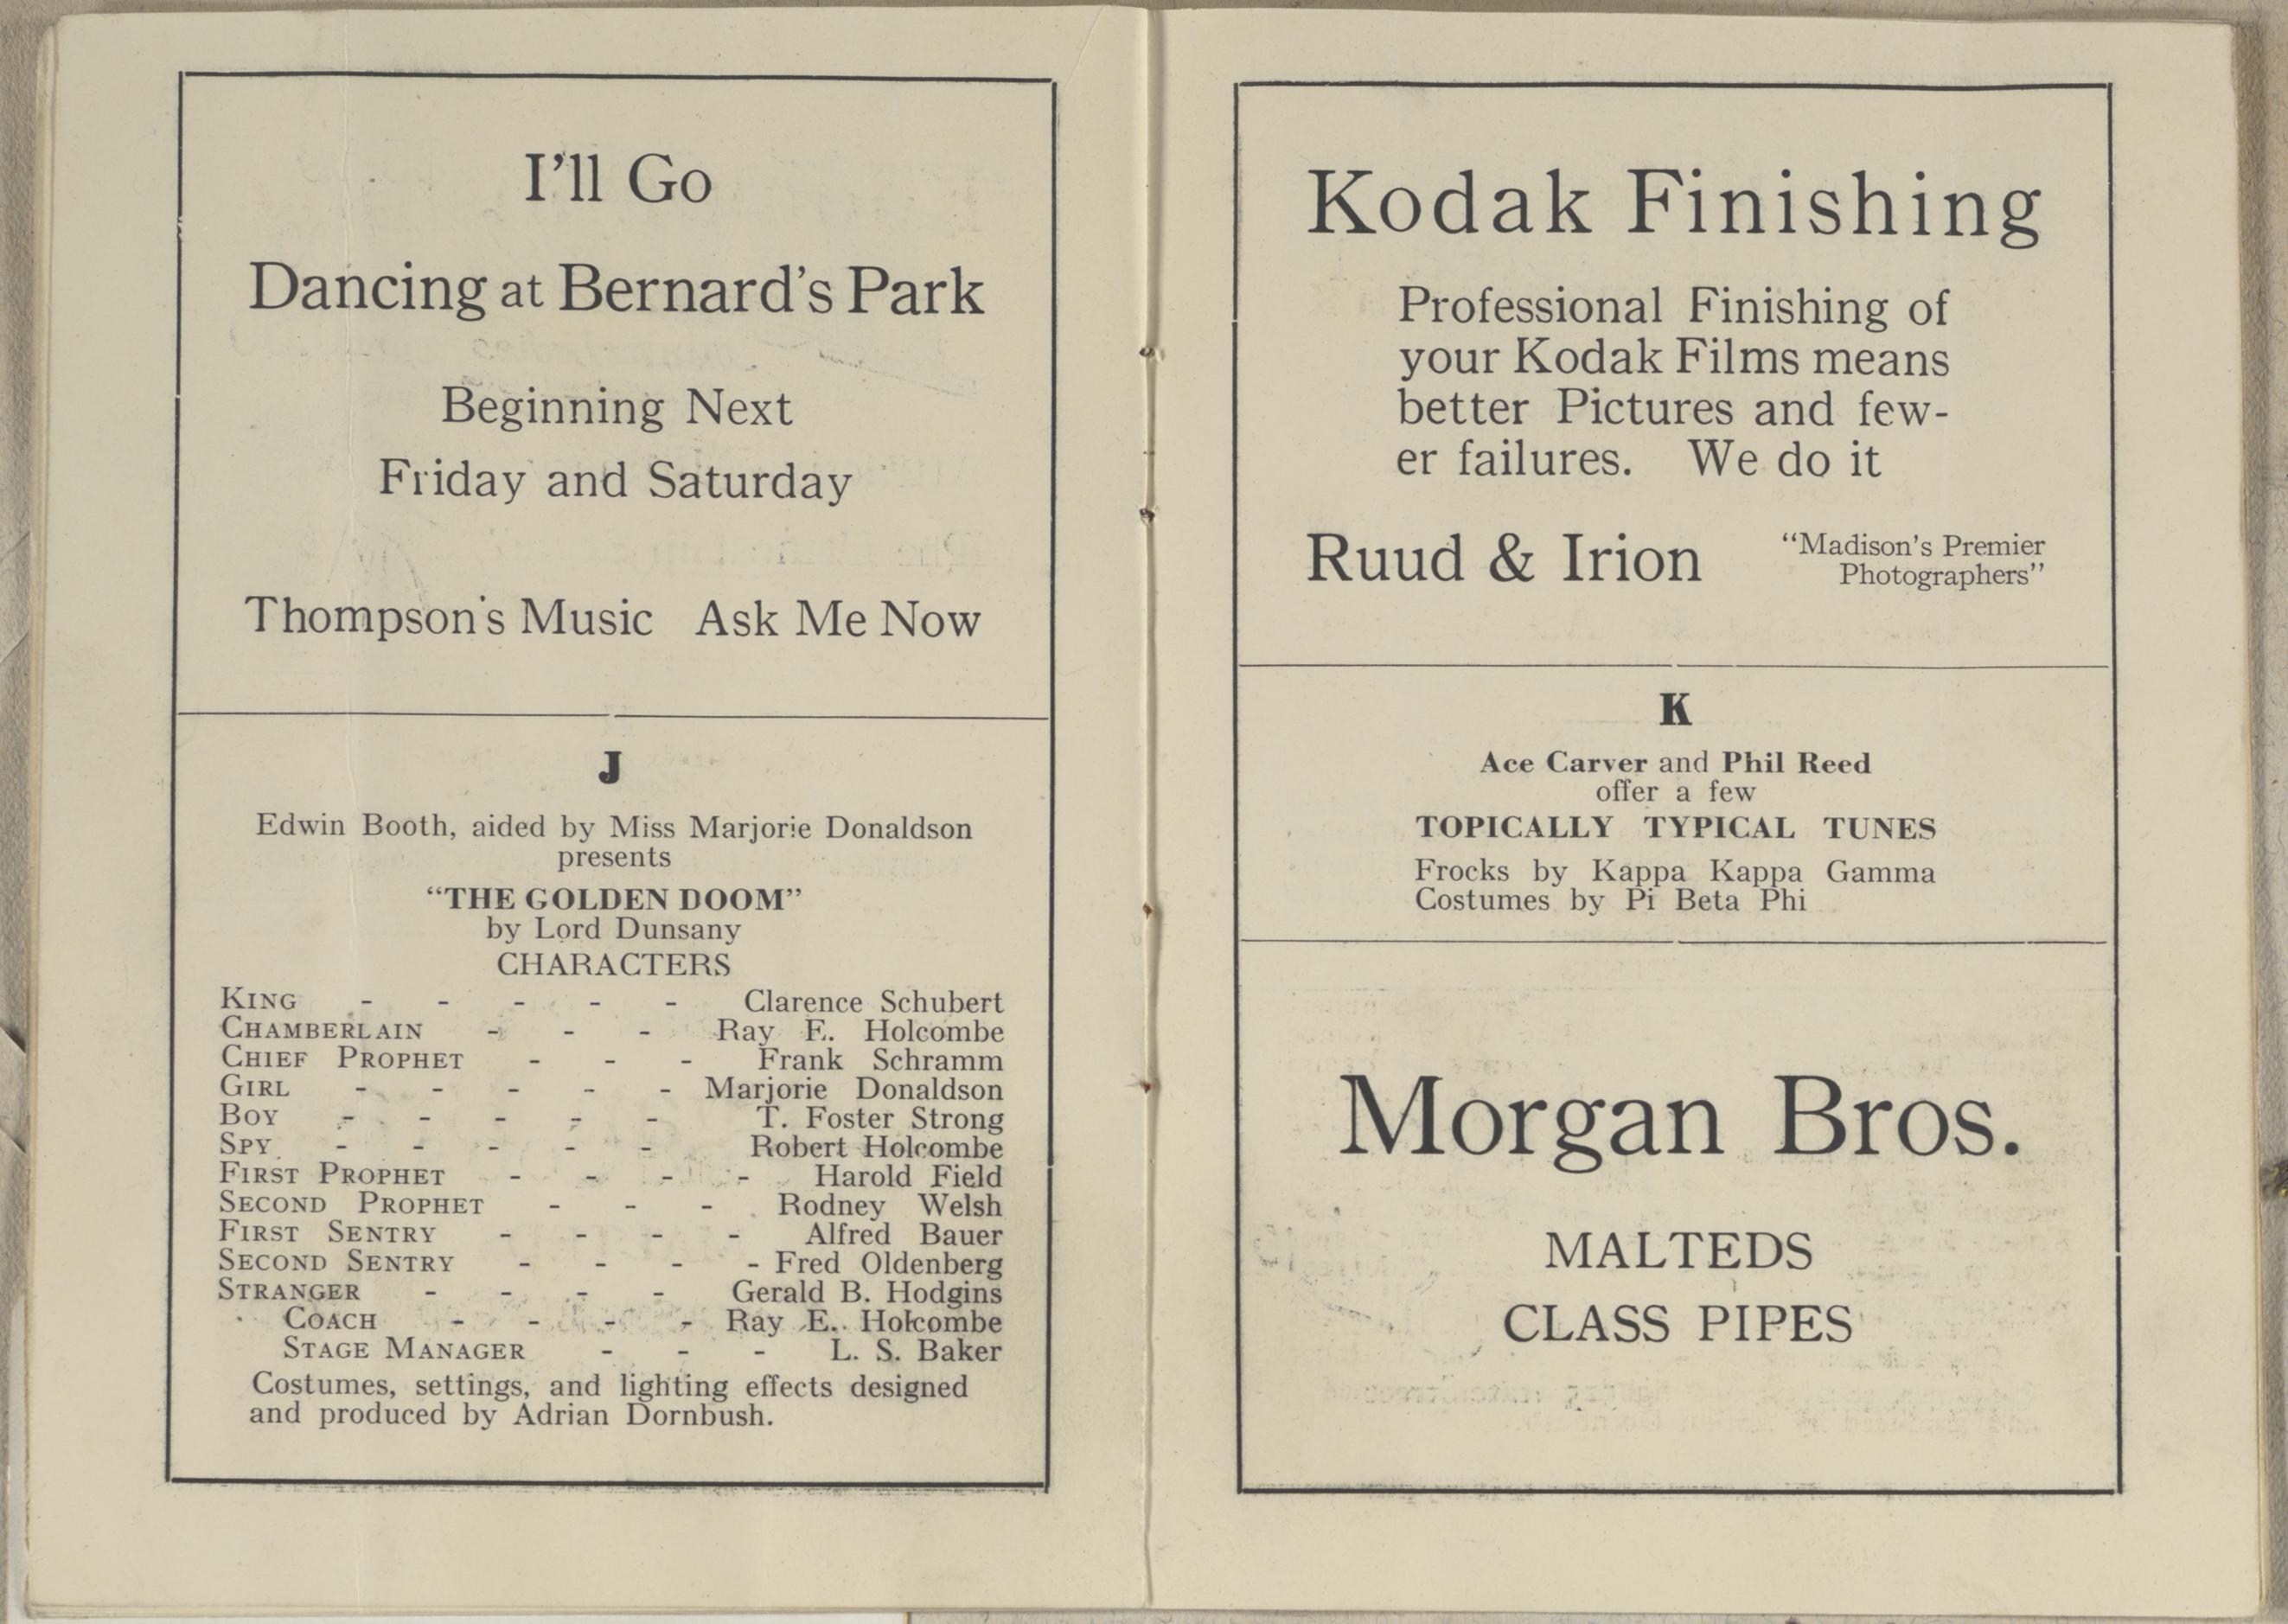 I'll Go
Dancing at Bernard's Park
Beginning Next
Friday and Saturday
Thompson's Music Ask Me Now
J
Edwin Booth, aided by Miss Marjorie Donaldson
presents
"THE GOLDEN DOOM"
by Lord Dunsany
CHARACTERS
KING - - - - - Clarence Schubert
CHAMBERLAIN - - - Ray E. Holcombe
CHIEF PROPHET - - - Frank Schramm
GIRL - - - - - Marjorie Donaldson
BOY - - - - - T. Foster Strong
SPY - - - - - Robert Holcombe
FIRST PROPHET - - - - Harold Field
SECOND PROPHET - - - Rodney Welsh
FIRST SENTRY - - - - Alfred Bauer
SECOND SENTRY - - - - Fred Oldenberg
STRANGER - - - - Gerald B. Hodgins
COACH - - - - Ray E. Holcombe
STAGE MANAGER - - - L. S. Baker
Costumes, settings, and lighting effects designed
and produced by Adrian Dornbush.
Kodak Finishing
Professional Finishing of
your Kodak Films means
better Pictures and few-
er failures. We do it
Ruud & Irion "Madison's Premier
Photographers"
K
Ace Carver and Phil Reed
offer a few
TOPICALLY TYPICAL TUNES
Frocks by Kappa Kappa Gamma
Costumes by Pi Beta Phi
Morgan Bros.
MALTEDS
CLASS PIPES